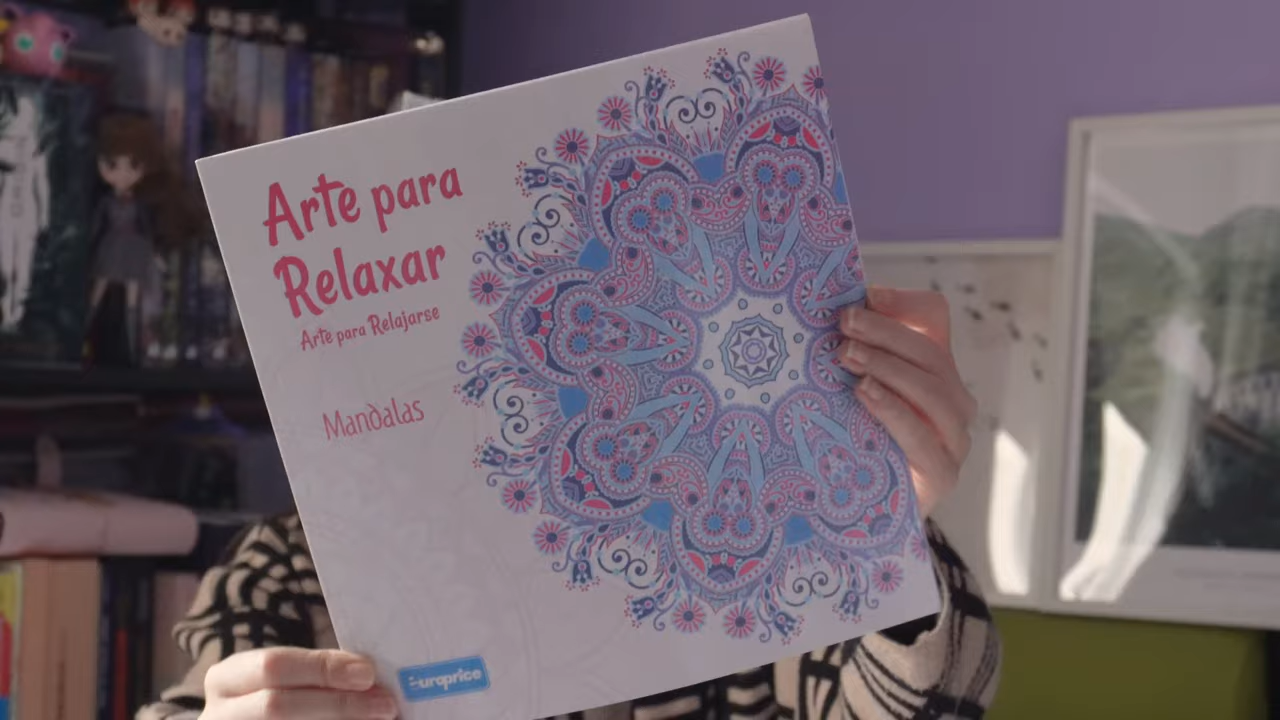 Arte para
Relaxar
Arte para Relajarse
Mandalas
Europrice